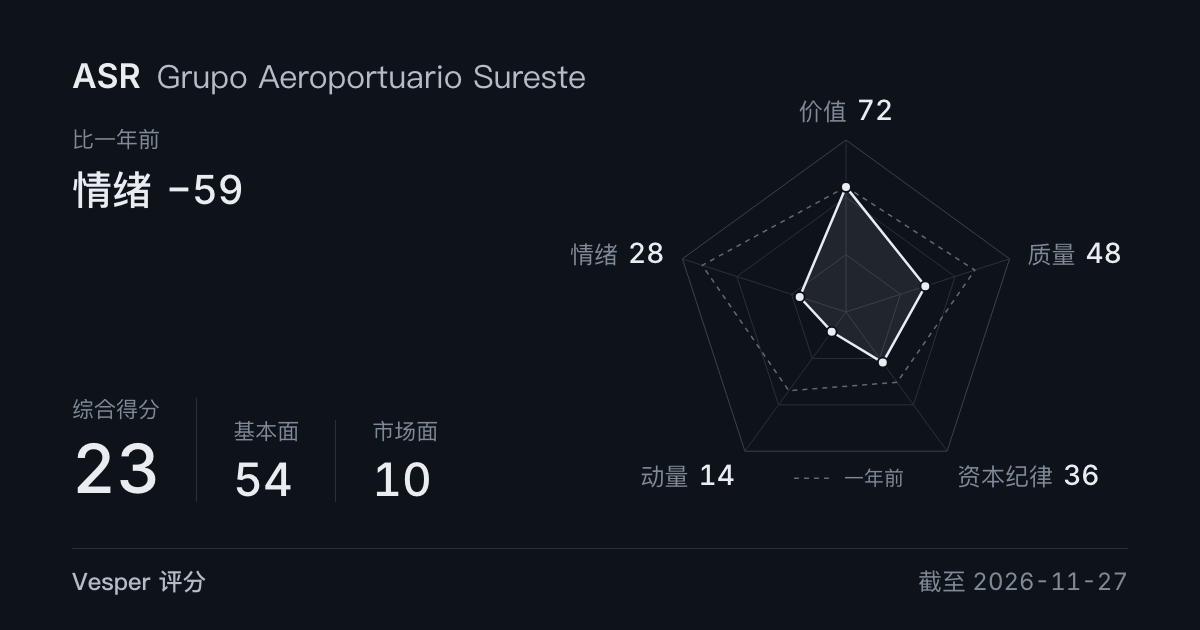 ASR Grupo Aeroportuario Sureste
比一年前
情绪 −59
价值 72
情绪 28
质量 48
动量 14
---- 一年前
资本纪律 36
综合得分
23
基本面
54
市场面
10
Vesper 评分
截至 2026-11-27